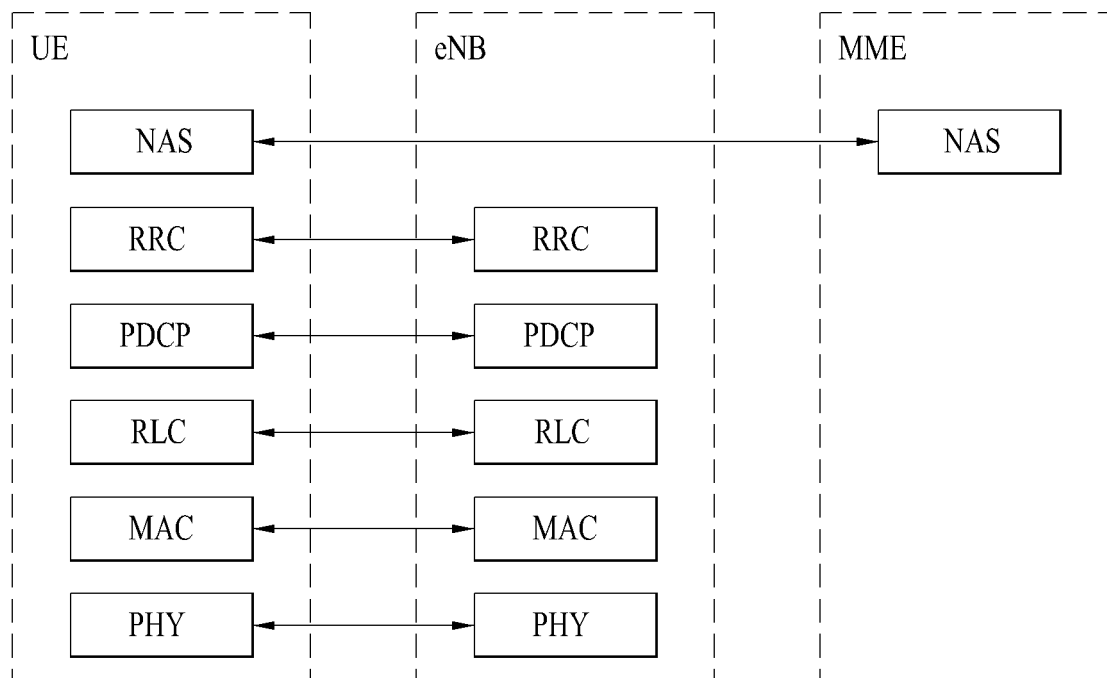 UE
eNB
MME
NAS
NAS
RRC
RRC
PDCP
PDCP
RLC
RLC
MAC
MAC
PHY
PHY